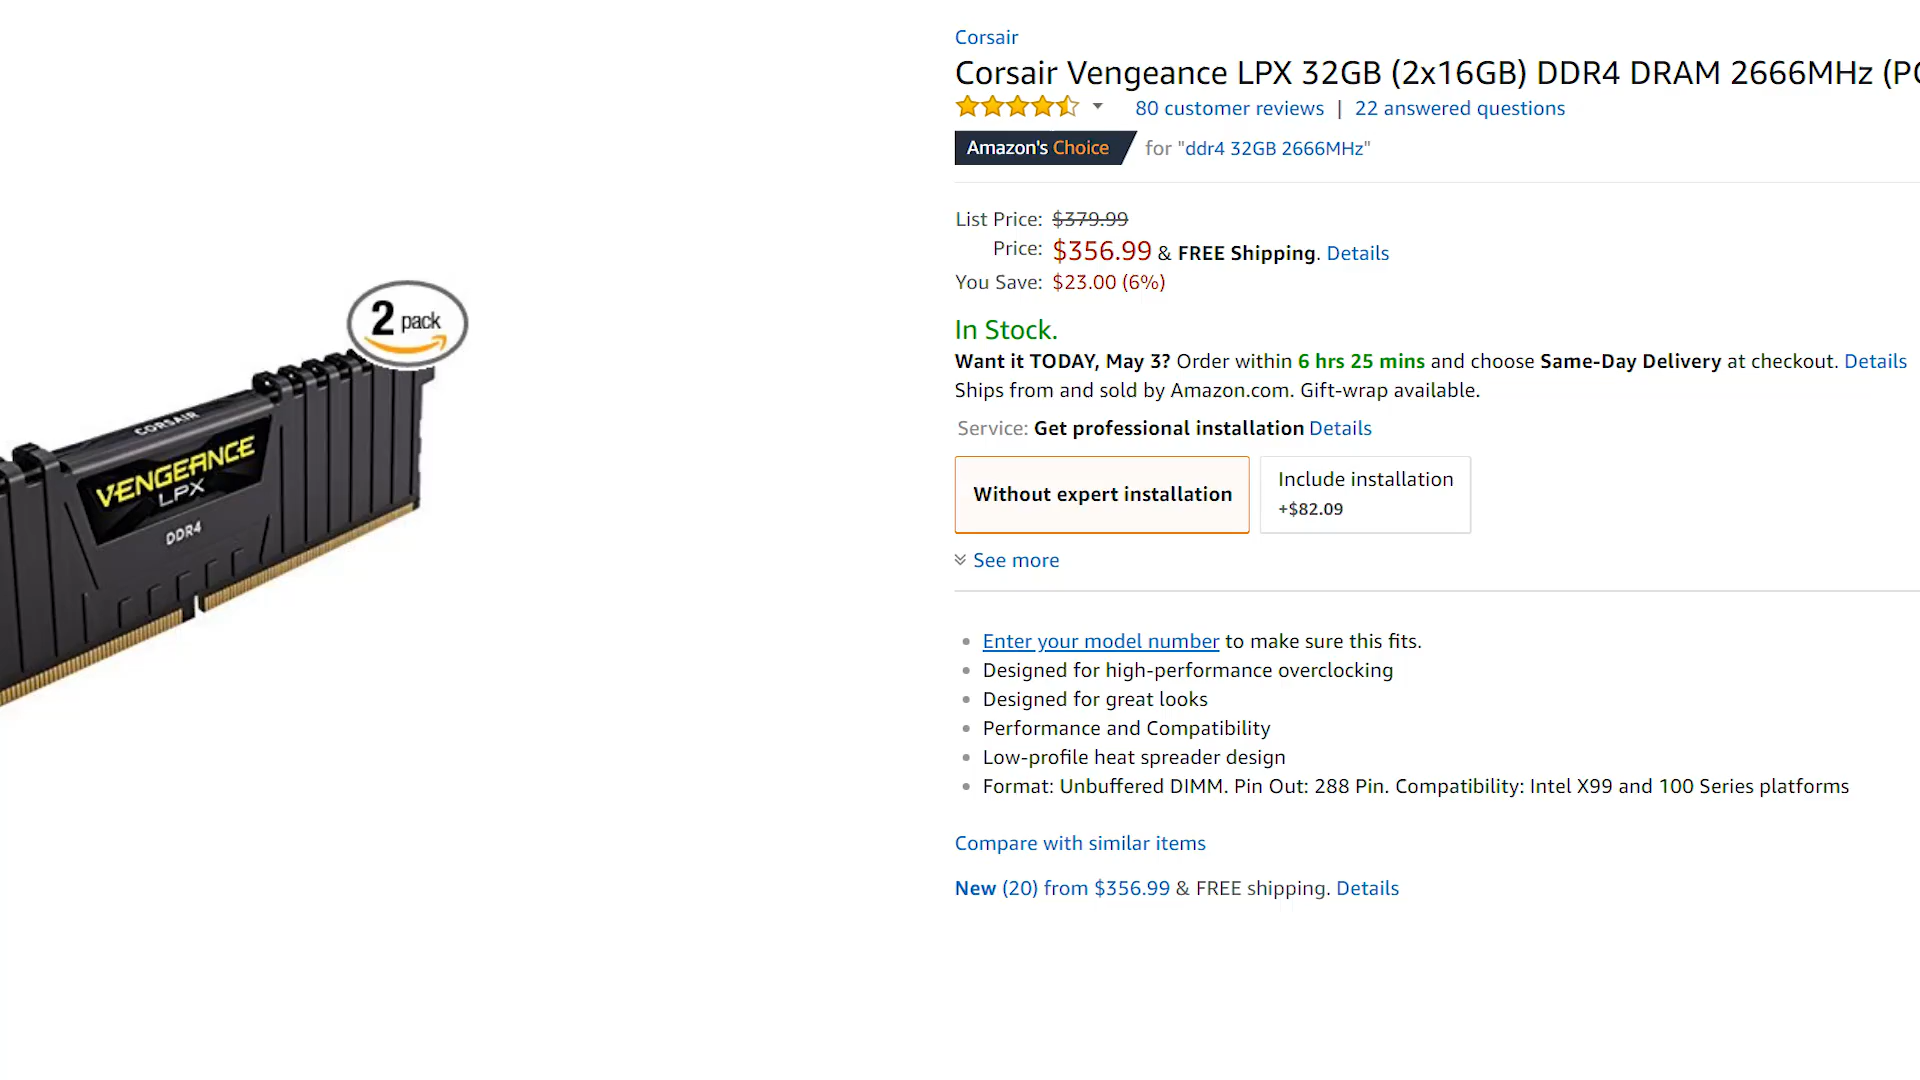 Corsair
Corsair Vengeance LPX 32GB (2x16GB) DDR4 DRAM 2666MHz (PC
80 customer reviews | 22 answered questions
Amazon's Choice for "ddr4 32GB 2666MHz"
List Price: $379.99
Price: $356.99 & FREE Shipping. Details
You Save: $23.00 (6%)
2 pack
In Stock.
Want it TODAY, May 3? Order within 6 hrs 25 mins and choose Same-Day Delivery at checkout. Details
Ships from and sold by Amazon.com. Gift-wrap available.
CORSAIR
VENGEANCE
LPX
DDR4
Service: Get professional installation Details
Without expert installation
Include installation
+$82.09
See more
Enter your model number to make sure this fits.
Designed for high-performance overclocking
Designed for great looks
Performance and Compatibility
Low-profile heat spreader design
Format: Unbuffered DIMM. Pin Out: 288 Pin. Compatibility: Intel X99 and 100 Series platforms
Compare with similar items
New (20) from $356.99 & FREE shipping. Details